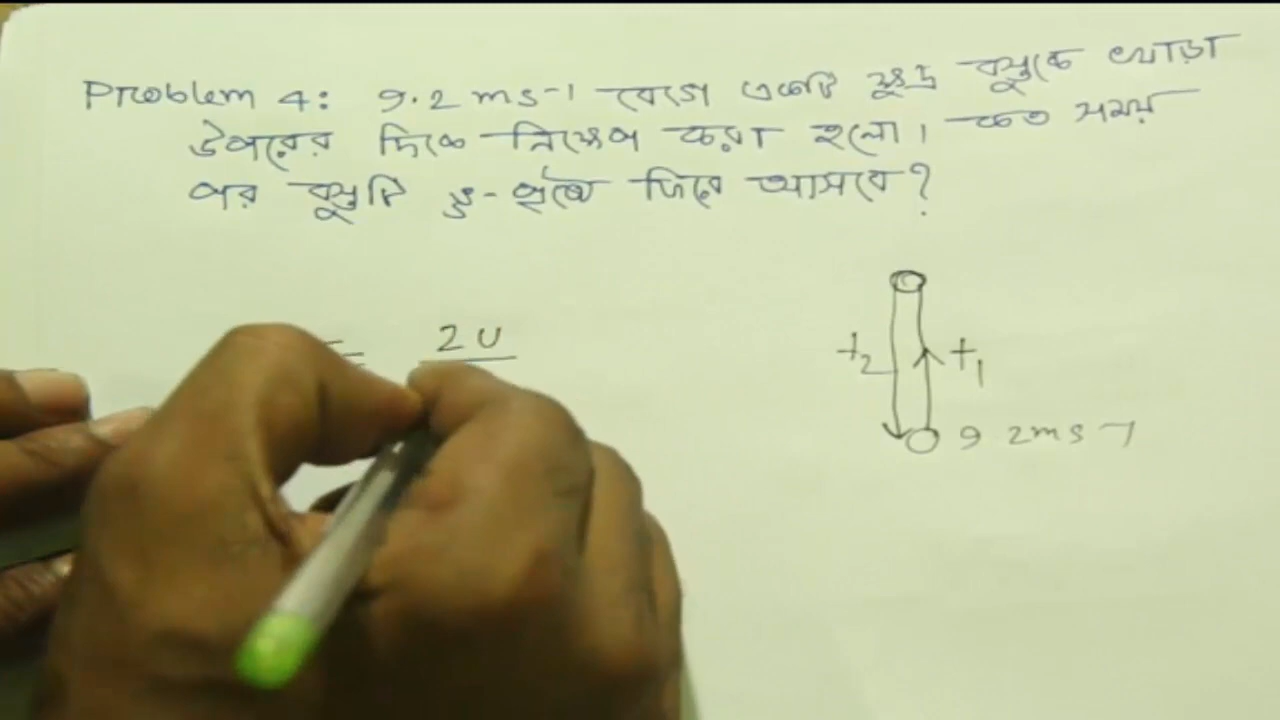 Problem 4: 9.2 ms-1 বেগে একটি ক্ষুদ্র বস্তুকে খাড়া
উপরের দিকে নিক্ষেপ করা হলো। কত সময়
পর বস্তুটি ভূ-পৃষ্ঠে ফিরে আসবে?
= 2u
t2 t1
9 2ms-1